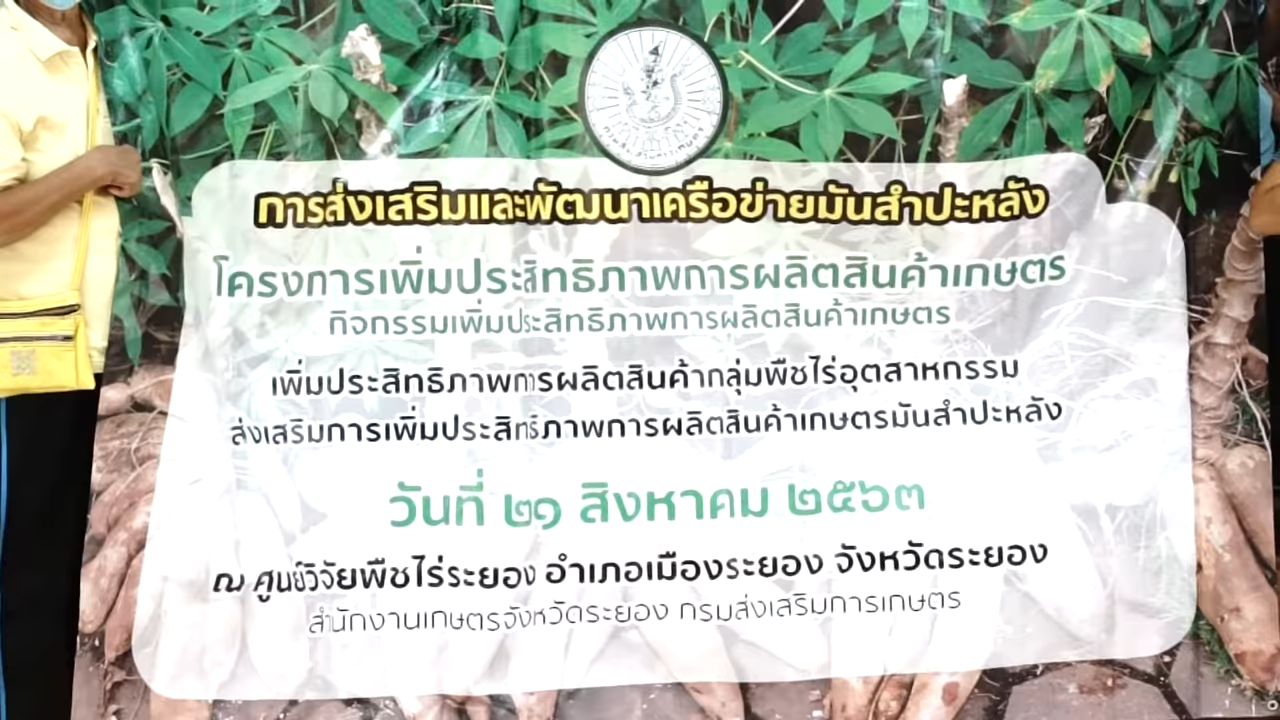 การส่งเสริมและพัฒนาเครือข่ายมันสำปะหลัง
โครงการเพิ่มประสิทธิภาพการผลิตสินค้าเกษตร
กิจกรรมเพิ่มประสิทธิภาพการผลิตสินค้าเกษตร
เพิ่มประสิทธิภาพการผลิตสินค้ากลุ่มพืชไร่อุตสาหกรรม
ส่งเสริมการเพิ่มประสิทธิภาพการผลิตสินค้าเกษตรมันสำปะหลัง
วันที่ ๒๑ สิงหาคม ๒๕๖๓
ณ ศูนย์วิจัยพืชไร่ระยอง อำเภอเมืองระยอง จังหวัดระยอง
สำนักงานเกษตรจังหวัดระยอง กรมส่งเสริมการเกษตร